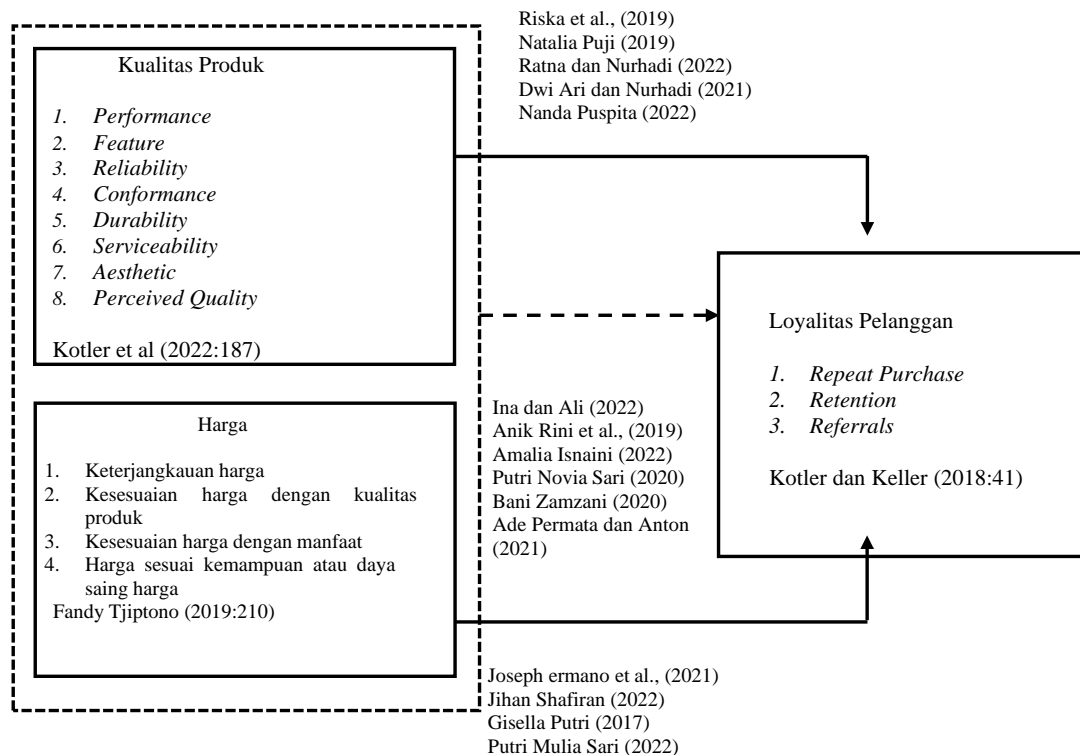 Riska et al., (2019)
Natalia Puji (2019)
Ratna dan Nurhadi (2022)
Dwi Ari dan Nurhadi (2021)
Nanda Puspita (2022)
Kualitas Produk
1. Performance
2. Feature
3. Reliability
4. Conformance
5. Durability
6. Serviceability
7. Aesthetic
8. Perceived Quality
Kotler et al (2022:187)
Harga
1. Keterjangkauan harga
2. Kesesuaian harga dengan kualitas
produk
3. Kesesuaian harga dengan manfaat
4. Harga sesuai kemampuan atau daya
saing harga
Fandy Tjiptono (2019:210)
Ina dan Ali (2022)
Anik Rini et al., (2019)
Amalia Isnaini (2022)
Putri Novia Sari (2020)
Bani Zamzani (2020)
Ade Permata dan Anton
(2021)
Loyalitas Pelanggan
1. Repeat Purchase
2. Retention
3. Referrals
Kotler dan Keller (2018:41)
Joseph ermano et al., (2021)
Jihan Shafiran (2022)
Gisella Putri (2017)
Putri Mulia Sari (2022)